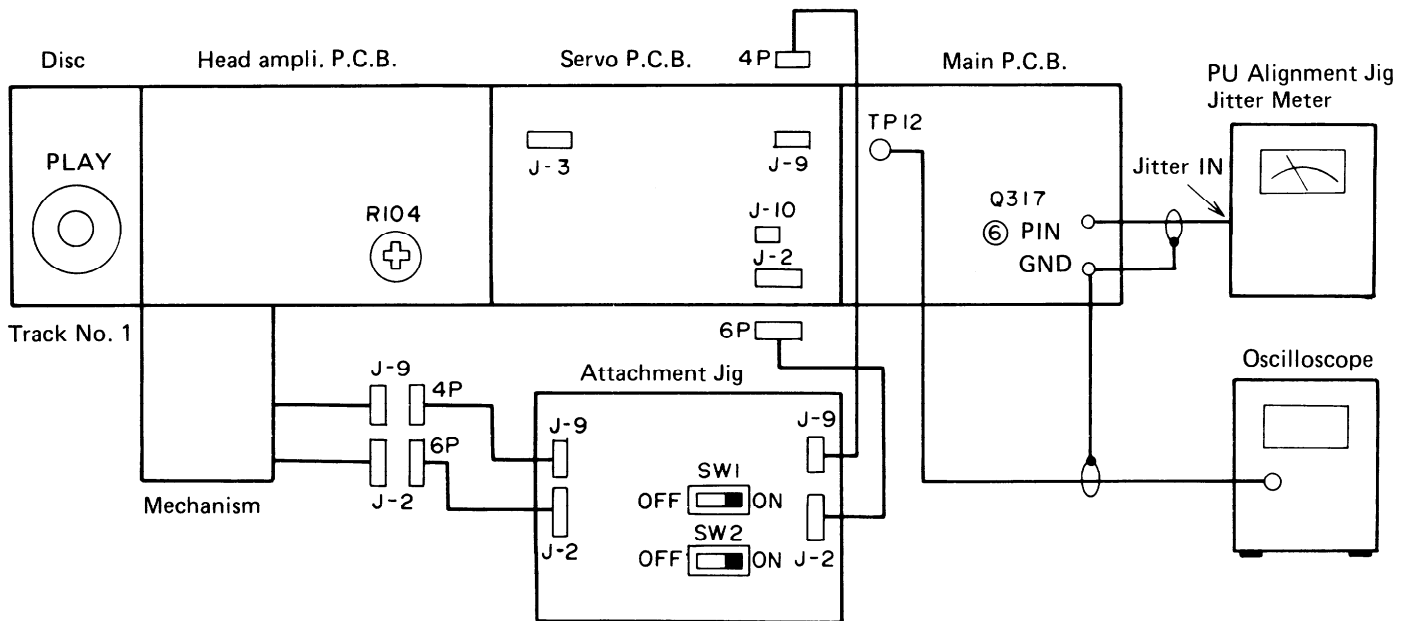 Disc
Head ampli. P.C.B.
Servo P.C.B.
4P
Main P.C.B.
PU Alignment Jig
Jitter Meter
PLAY
R104
J-3
J-9
J-10
J-2
TP12
Q317
⑥ PIN
GND
Jitter IN
Track No. 1
6P
Oscilloscope
J-9
4P
6P
J-2
Mechanism
Attachment Jig
J-9
J-2
SW1
OFF ON
SW2
OFF ON
J-9
J-2